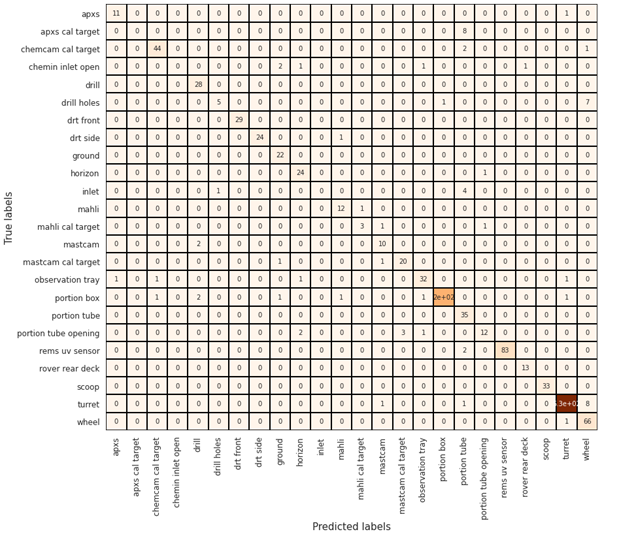 apxs 11 0 0 0 0 0 0 0 0 0 0 0 0 0 0 0 0 0 0 0 0 0 1 0
apxs cal target 0 0 0 0 0 0 0 0 0 0 0 0 0 0 0 0 0 8 0 0 0 0 0 0
chemcam cal target 0 0 44 0 0 0 0 0 0 0 0 0 0 0 0 0 0 2 0 0 0 0 0 1
chemin inlet open 0 0 0 0 0 0 0 0 2 1 0 0 0 0 0 1 0 0 0 0 1 0 0 0
drill 0 0 0 0 28 0 0 0 0 0 0 0 0 0 0 0 0 0 0 0 0 0 0 0
drill holes 0 0 0 0 0 5 0 0 0 0 0 0 0 0 0 0 1 0 0 0 0 0 0 7
drt front 0 0 0 0 0 0 29 0 0 0 0 0 0 0 0 0 0 0 0 0 0 0 0 0
drt side 0 0 0 0 0 0 0 24 0 0 0 1 0 0 0 0 0 0 0 0 0 0 0 0
ground 0 0 0 0 0 0 0 0 22 0 0 0 0 0 0 0 0 0 0 0 0 0 0 0
horizon 0 0 0 0 0 0 0 0 0 24 0 0 0 0 0 0 0 0 1 0 0 0 0 0
inlet 0 0 0 0 0 1 0 0 0 0 0 0 0 0 0 0 0 4 0 0 0 0 0 0
mahli 0 0 0 0 0 0 0 0 0 0 0 12 1 0 0 0 0 0 0 0 0 0 0 0
mahli cal target 0 0 0 0 0 0 0 0 0 0 0 0 3 1 0 0 0 0 1 0 0 0 0 0
mastcam 0 0 0 0 2 0 0 0 0 0 0 0 0 10 0 0 0 0 0 0 0 0 0 0
mastcam cal target 0 0 0 0 0 0 0 0 1 0 0 0 0 1 20 0 0 0 0 0 0 0 0 0
observation tray 1 0 1 0 0 0 0 0 0 1 0 0 0 0 0 32 0 0 0 0 0 0 1 0
portion box 0 0 1 0 2 0 0 0 1 0 0 1 0 0 0 1 2e+02 0 0 0 0 0 1 0
portion tube 0 0 0 0 0 0 0 0 0 0 0 0 0 0 0 0 0 35 0 0 0 0 0 0
portion tube opening 0 0 0 0 0 0 0 0 0 2 0 0 0 0 3 1 0 0 12 0 0 0 0 0
rems uv sensor 0 0 0 0 0 0 0 0 0 0 0 0 0 0 0 0 0 2 0 83 0 0 0 0
rover rear deck 0 0 0 0 0 0 0 0 0 0 0 0 0 0 0 0 0 0 0 0 13 0 0 0
scoop 0 0 0 0 0 0 0 0 0 0 0 0 0 0 0 0 0 0 0 0 0 33 0 0
turret 0 0 0 0 0 0 0 0 0 0 0 0 0 1 0 0 0 1 0 0 0 0 .3e+02 8
wheel 0 0 0 0 0 0 0 0 0 0 0 0 0 0 0 0 0 0 0 0 0 0 1 66
True labels
apxs
apxs cal target
chemcam cal target
chemin inlet open
drill
drill holes
drt front
drt side
ground
horizon
inlet
mahli
mahli cal target
mastcam
mastcam cal target
observation tray
portion box
portion tube
portion tube opening
rems uv sensor
rover rear deck
scoop
turret
wheel
Predicted labels